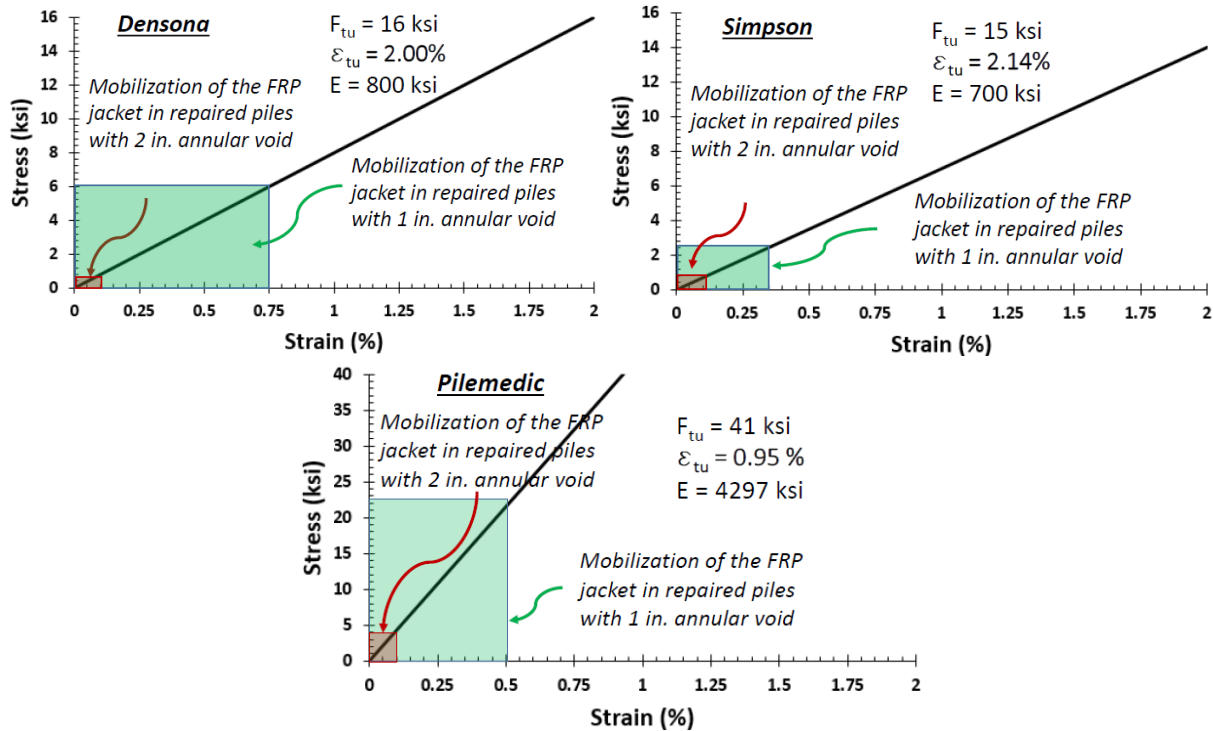 Densona
F_tu = 16 ksi
ε_tu = 2.00%
E = 800 ksi
Mobilization of the FRP
jacket in repaired piles
with 2 in. annular void
Mobilization of the FRP
jacket in repaired piles
with 1 in. annular void
Stress (ksi)
16
14
12
10
8
6
4
2
0
0 0.25 0.5 0.75 1 1.25 1.5 1.75 2
Strain (%)
Simpson
F_tu = 15 ksi
ε_tu = 2.14%
E = 700 ksi
Mobilization of the FRP
jacket in repaired piles
with 2 in. annular void
Mobilization of the FRP
jacket in repaired piles
with 1 in. annular void
Stress (ksi)
16
14
12
10
8
6
4
2
0
0 0.25 0.5 0.75 1 1.25 1.5 1.75 2
Strain (%)
Pilemedic
Mobilization of the FRP
jacket in repaired piles
with 2 in. annular void
F_tu = 41 ksi
ε_tu = 0.95 %
E = 4297 ksi
Mobilization of the FRP
jacket in repaired piles
with 1 in. annular void
Stress (ksi)
40
35
30
25
20
15
10
5
0
0 0.25 0.5 0.75 1 1.25 1.5 1.75 2
Strain (%)